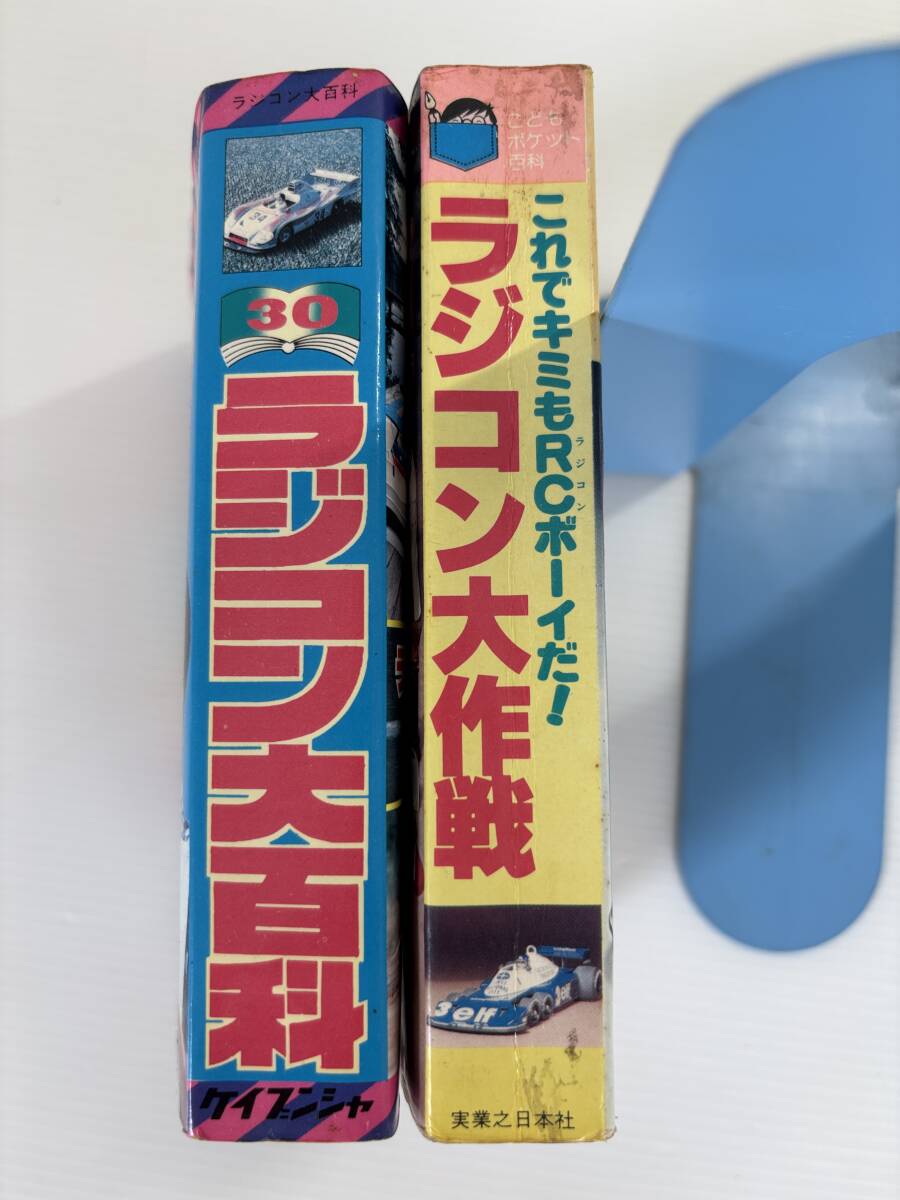 ラジコン大百科
34
30
ラジコン大百科
ケイブンシャ
こども
ポケット
百科
これでキミもRCボーイだ!
ラジコン
ラジコン大作戦
3 elf
実業之日本社